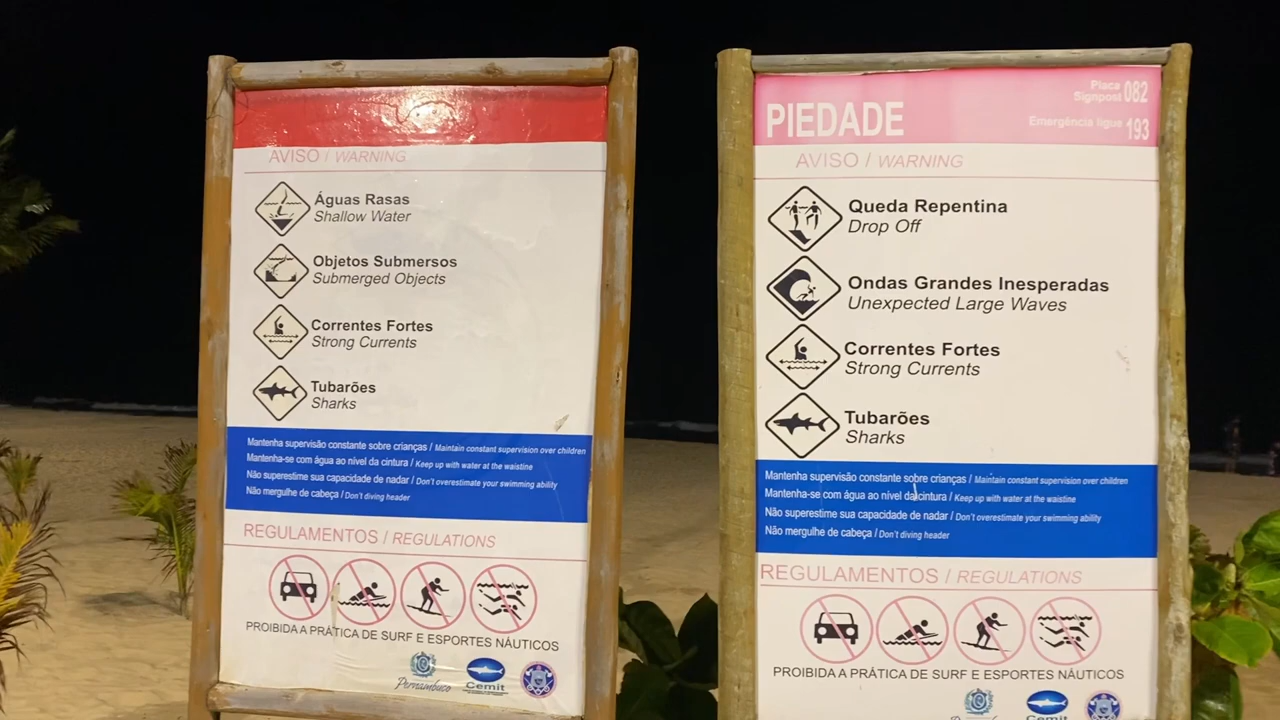 AVISO / WARNING
Águas Rasas
Shallow Water
Objetos Submersos
Submerged Objects
Correntes Fortes
Strong Currents
Tubarões
Sharks
Mantenha supervisão constante sobre crianças / Maintain constant supervision over children
Mantenha-se com água ao nível da cintura / Keep up with water at the waistine
Não superestime sua capacidade de nadar / Don't overestimate your swimming ability
Não mergulhe de cabeça / Don't diving header
REGULAMENTOS / REGULATIONS
PROIBIDA A PRÁTICA DE SURF E ESPORTES NÁUTICOS
Pernambuco
Cemit
PIEDADE
Placa
Signpost 082
Emergência ligue 193
AVISO / WARNING
Queda Repentina
Drop Off
Ondas Grandes Inesperadas
Unexpected Large Waves
Correntes Fortes
Strong Currents
Tubarões
Sharks
Mantenha supervisão constante sobre crianças / Maintain constant supervision over children
Mantenha-se com água ao nível da cintura / Keep up with water at the waistine
Não superestime sua capacidade de nadar / Don't overestimate your swimming ability
Não mergulhe de cabeça / Don't diving header
REGULAMENTOS / REGULATIONS
PROIBIDA A PRÁTICA DE SURF E ESPORTES NÁUTICOS
Cemit